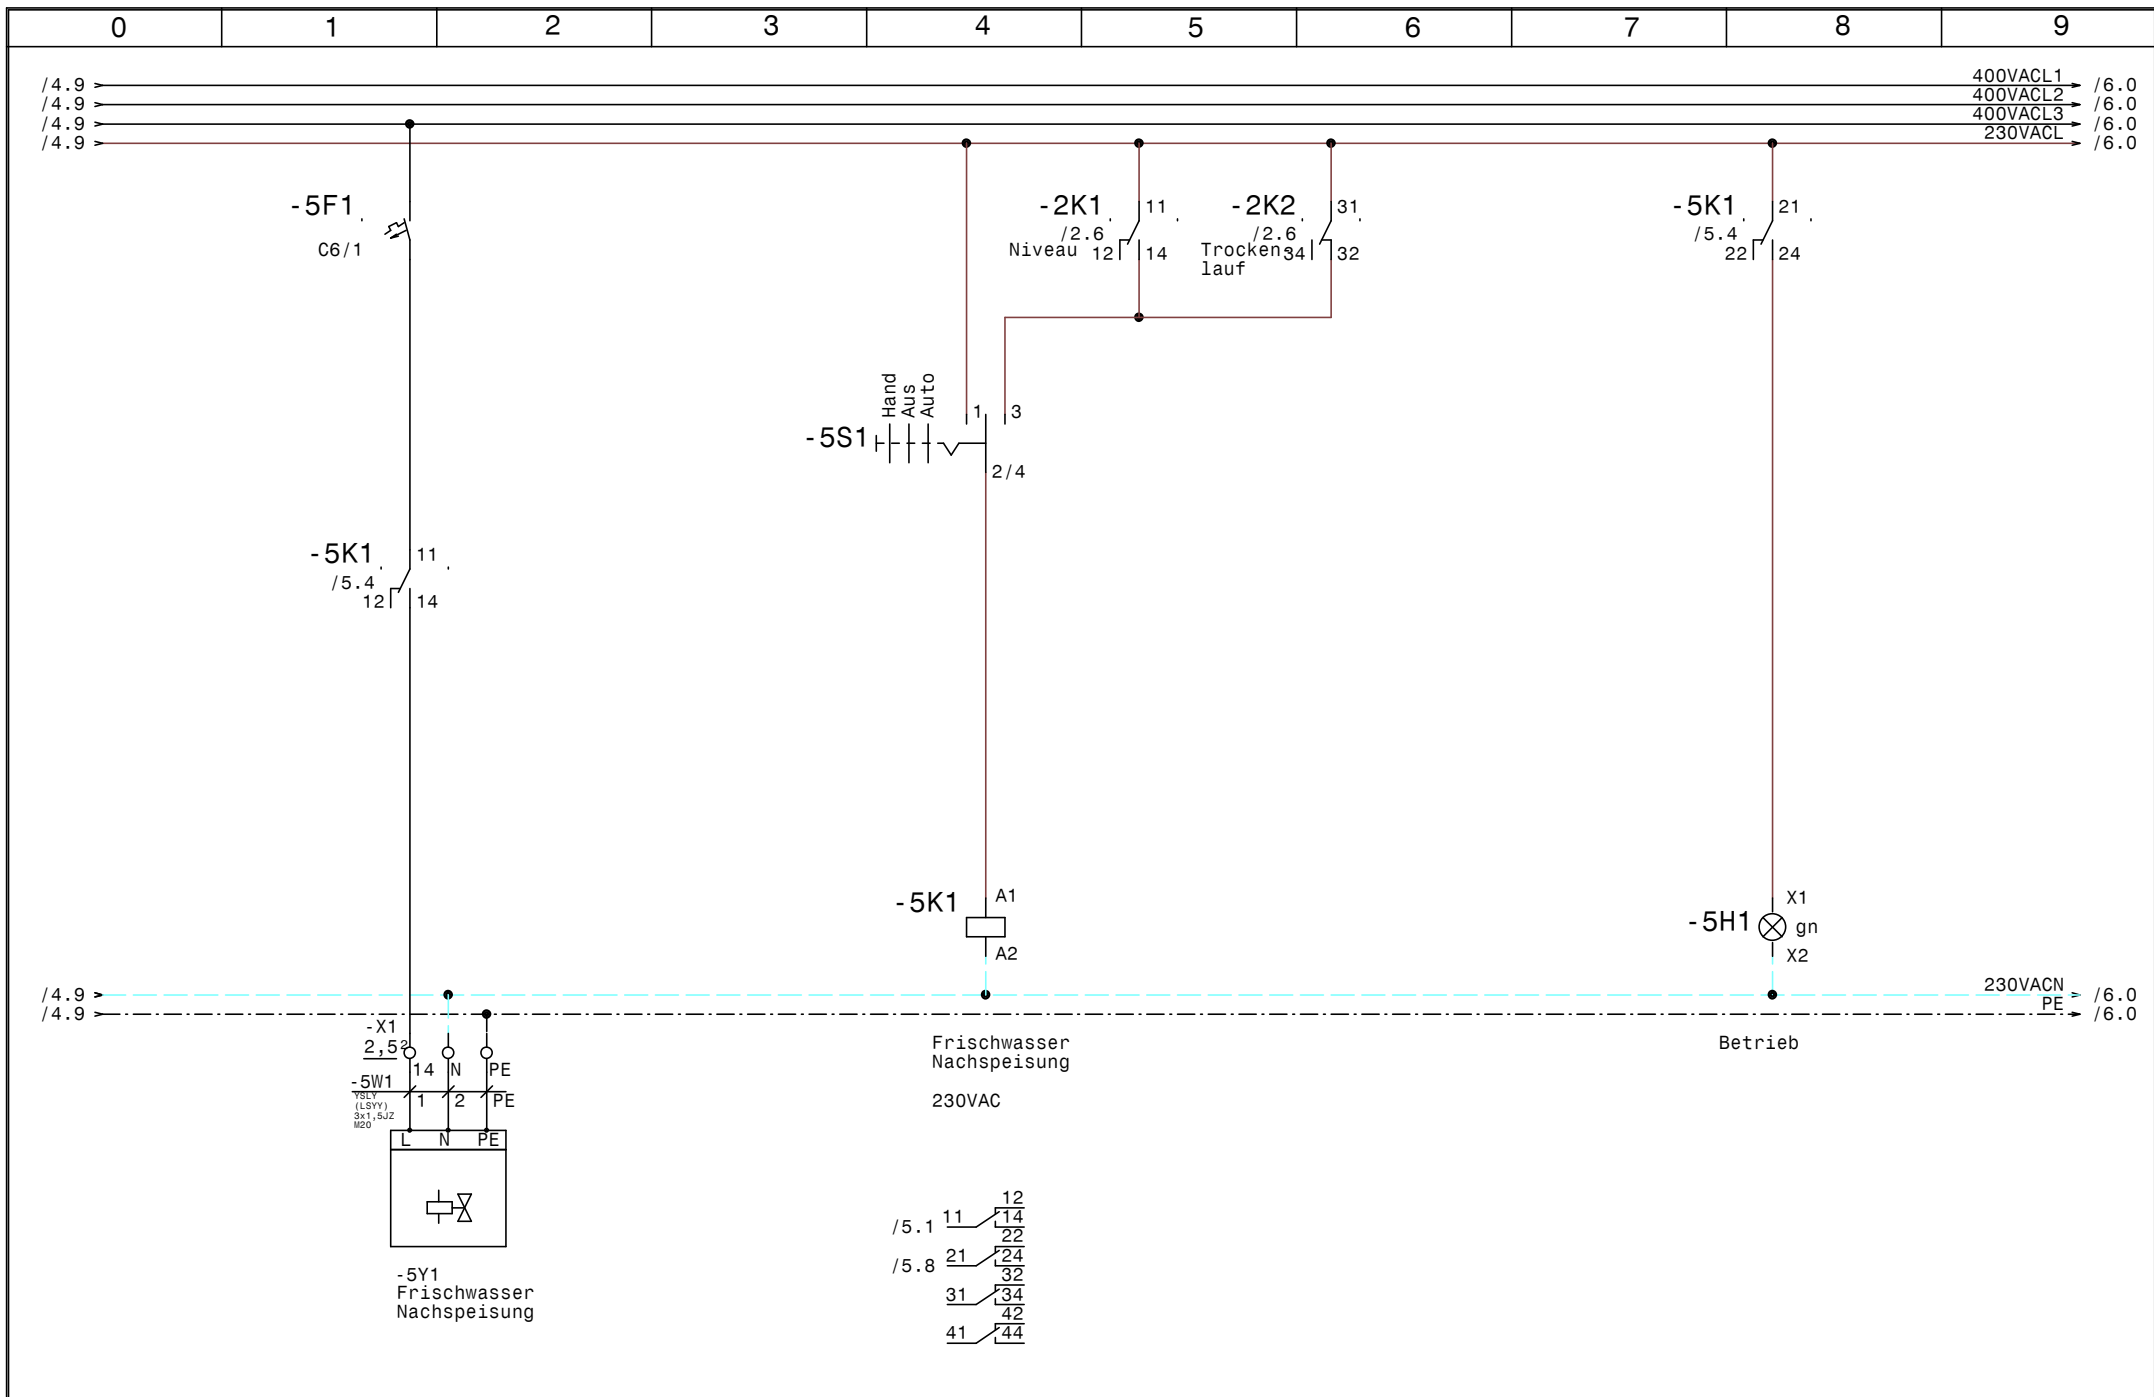 0 1 2 3 4 5 6 7 8 9
/4.9 400VACL1 /6.0
/4.9 400VACL2 /6.0
/4.9 400VACL3 /6.0
/4.9 230VACL /6.0
-5F1
C6/1
-2K1 11
/2.6
Niveau 12 14
-2K2 31
/2.6
Trocken- 34 32
lauf
-5K1 21
/5.4
22 24
Hand
Aus
Auto
-5S1 1 3
2/4
-5K1 11
/5.4
12 14
-5K1 A1
A2
-5H1 X1
gn
X2
/4.9 230VACN /6.0
/4.9 PE /6.0
-X1
2,5²
14 N PE
-5W1
YSLY
(LSYY)
3x1,5JZ
M20
1 2 PE
L N PE
-5Y1
Frischwasser
Nachspeisung
Frischwasser
Nachspeisung
230VAC
Betrieb
12
/5.1 11 14
22
/5.8 21 24
32
31 34
42
41 44